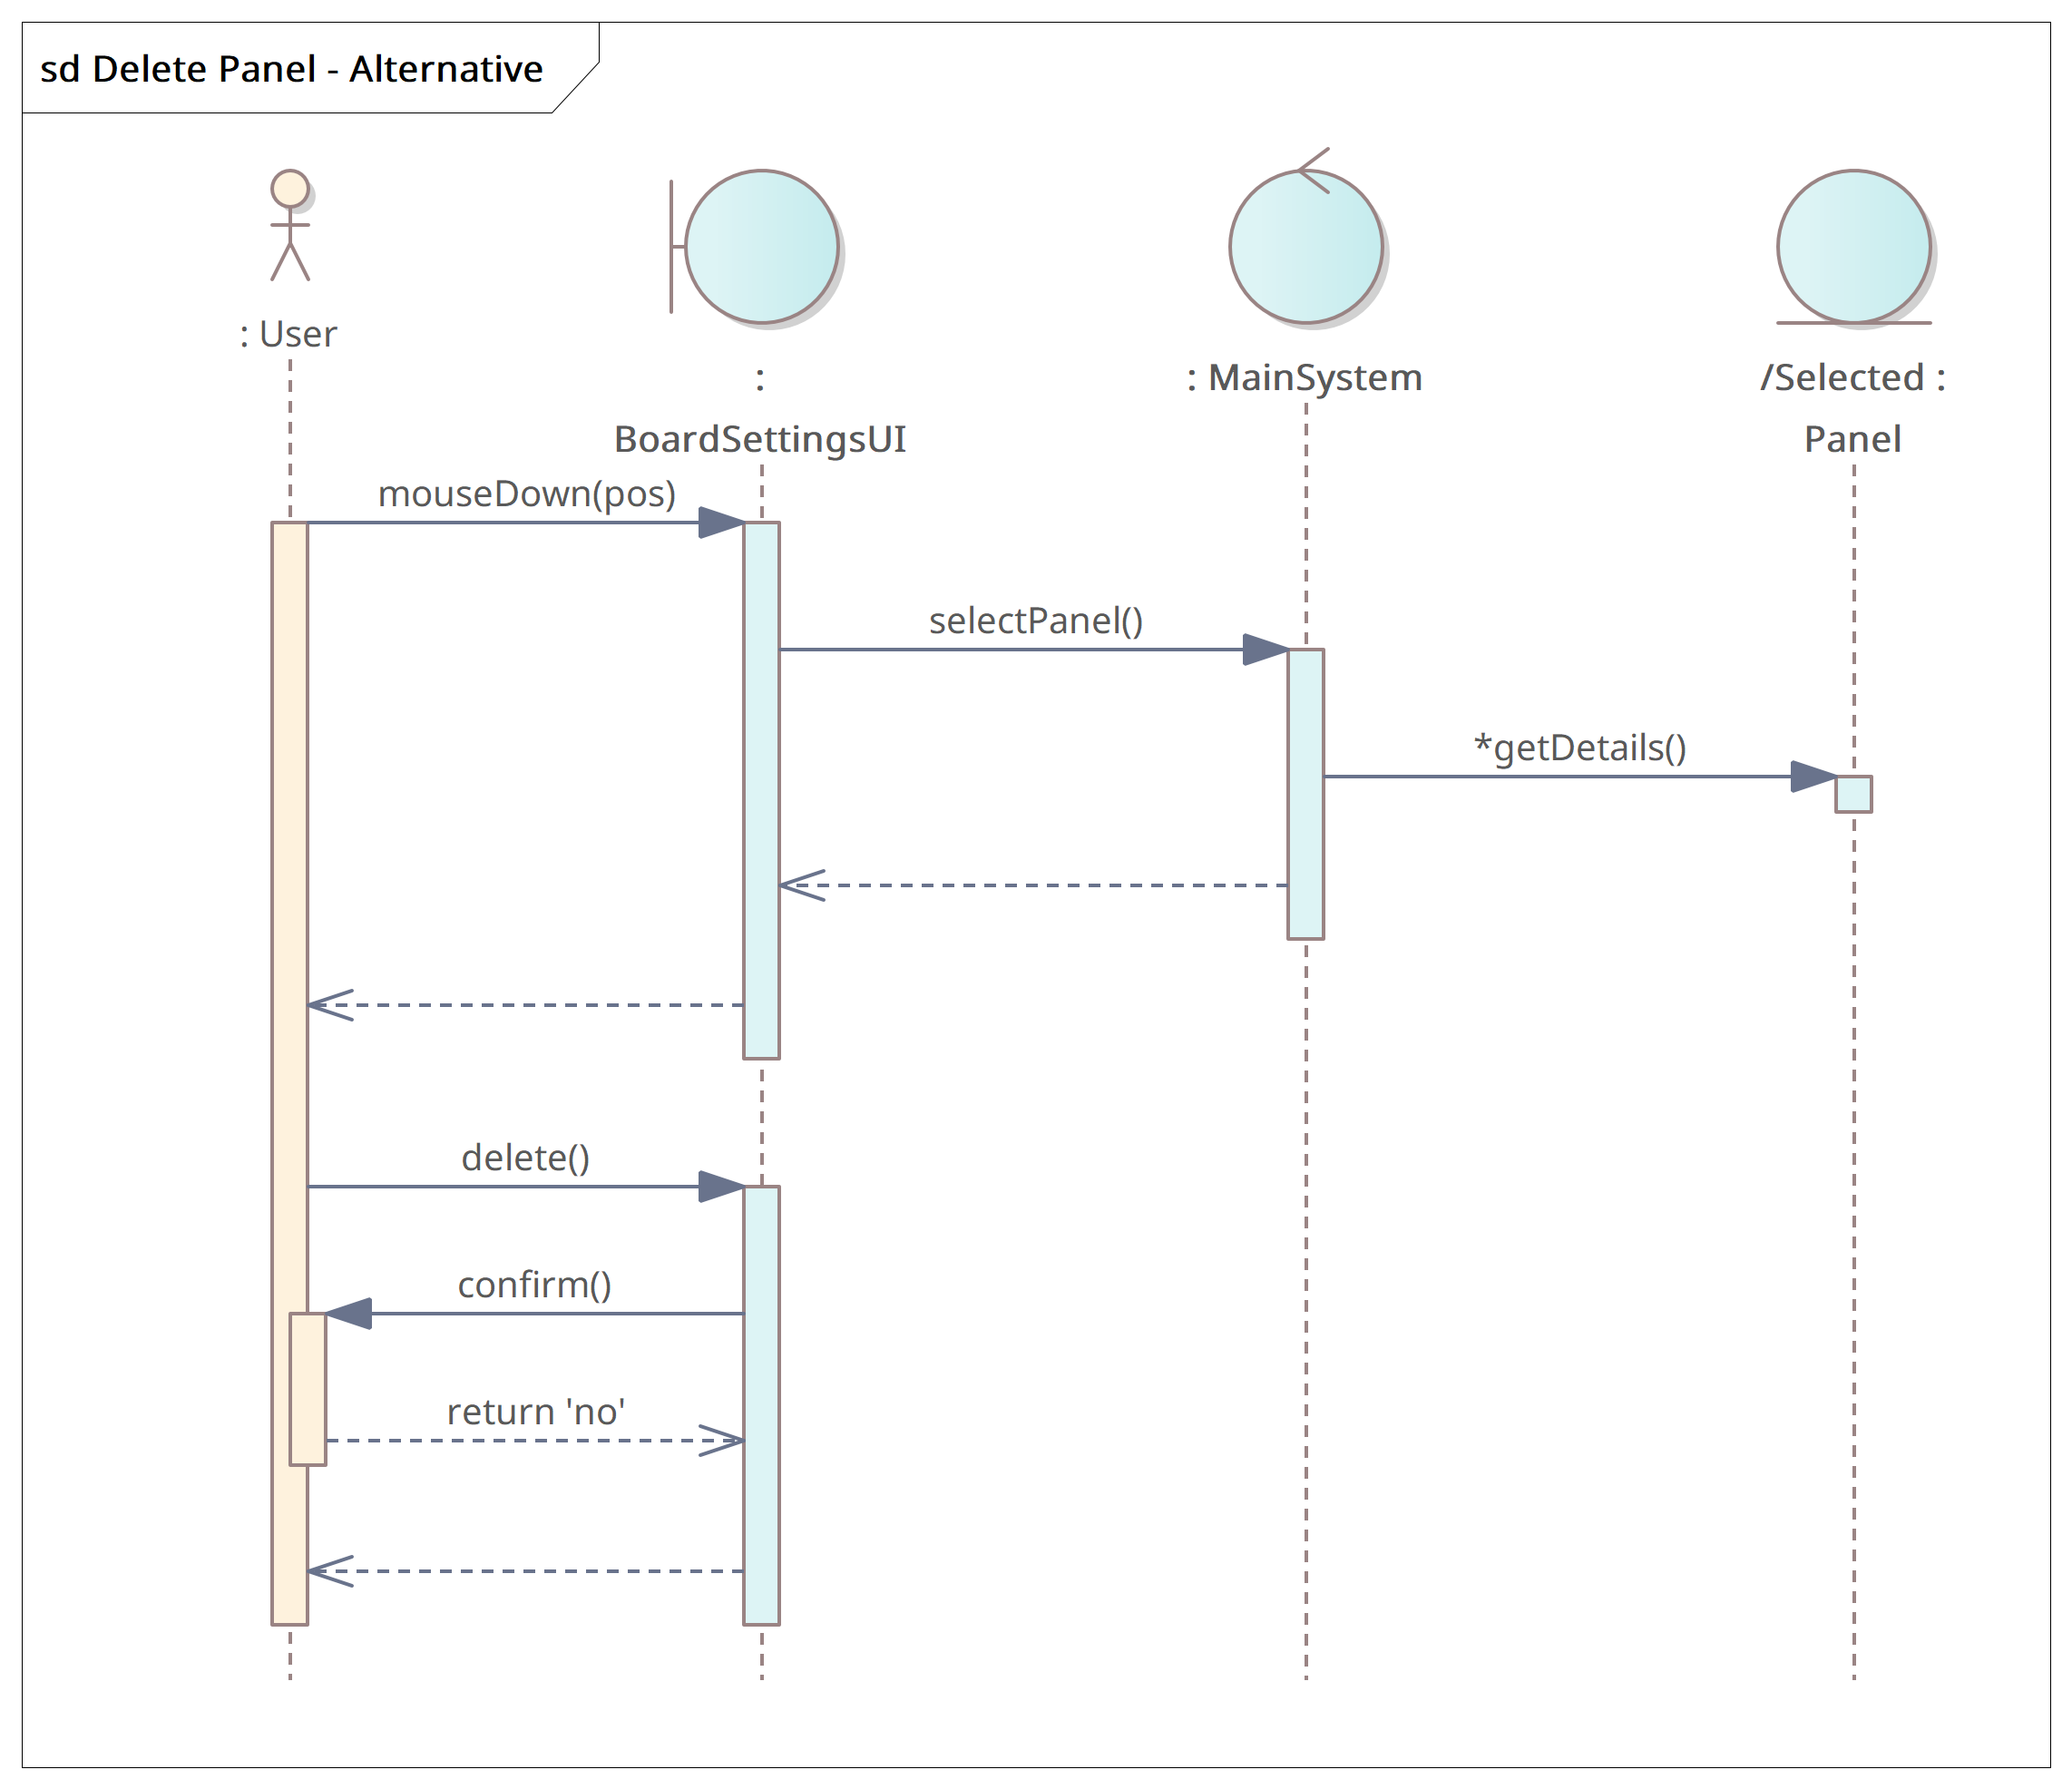 sd Delete Panel - Alternative
: User
:
BoardSettingsUI
: MainSystem
/Selected :
Panel
mouseDown(pos)
selectPanel()
*getDetails()
delete()
confirm()
return 'no'